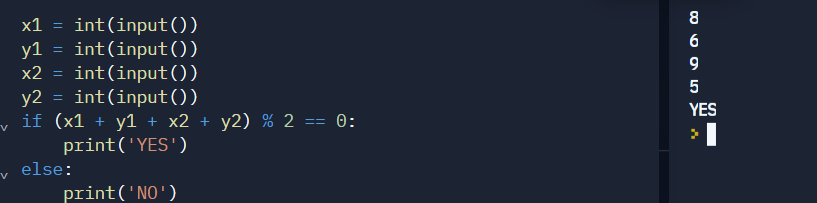 x1 = int(input())
y1 = int(input())
x2 = int(input())
y2 = int(input())
if (x1 + y1 + x2 + y2) % 2 == 0:
    print('YES')
else:
    print('NO')
8
6
9
5
YES
>